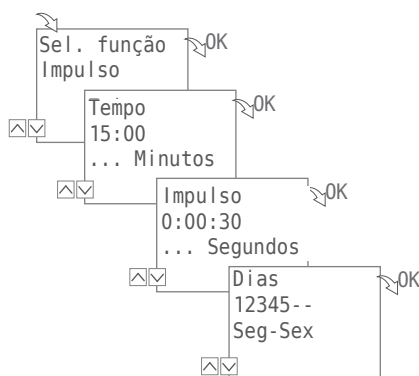 Sel. função
Impulso
OK
Tempo
15:00
... Minutos
OK
Impulso
0:00:30
... Segundos
OK
Dias
12345--
Seg-Sex
OK